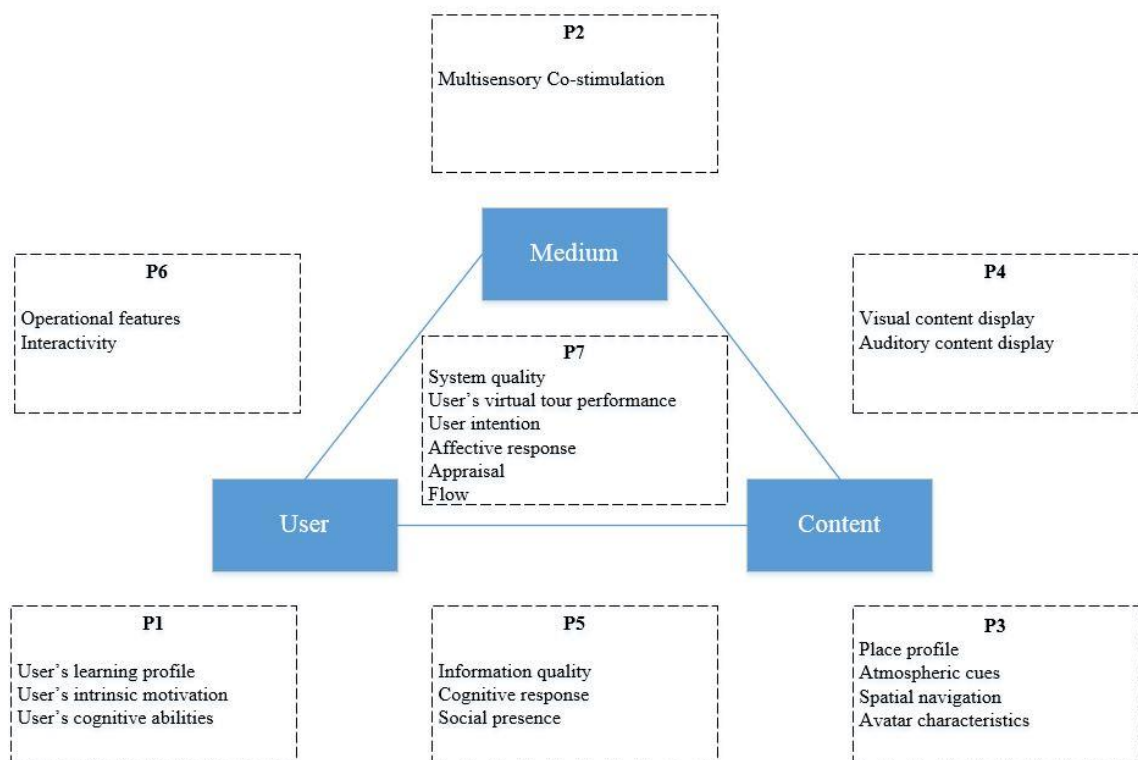 P2
Multisensory Co-stimulation
Medium
P6
Operational features
Interactivity
P4
Visual content display
Auditory content display
P7
System quality
User’s virtual tour performance
User intention
Affective response
Appraisal
Flow
User
Content
P1
User’s learning profile
User’s intrinsic motivation
User’s cognitive abilities
P5
Information quality
Cognitive response
Social presence
P3
Place profile
Atmospheric cues
Spatial navigation
Avatar characteristics